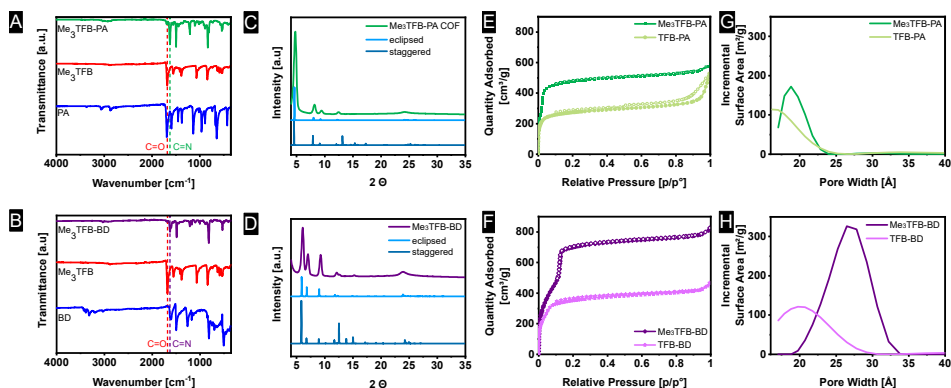 A
Transmittance [a.u.]
Me3TFB-PA
Me3TFB
PA
C=O
C=N
4000
3000
2000
1000
Wavenumber [cm-1]
C
Intensity [a.u]
Me3TFB-PA COF
eclipsed
staggered
5
10
15
20
25
30
35
2 Θ
E
Quantity Adsorbed
[cm3/g]
800
600
400
200
0
Me3TFB-PA
TFB-PA
0
0.2
0.4
0.6
0.8
1
Relative Pressure [p/p°]
G
Incremental
Surface Area [m2/g]
300
200
100
0
Me3TFB-PA
TFB-PA
20
25
30
35
40
Pore Width [Å]
B
Tranmittance [a.u]
Me3TFB-BD
Me3TFB
BD
C=O
C=N
4000
3000
2000
1000
Wavenumber [cm-1]
D
Intensity [a.u]
Me3TFB-BD
eclipsed
staggered
5
10
15
20
25
30
35
2 Θ
F
Quantity Adsorbed
[cm3/g]
800
600
400
200
0
Me3TFB-BD
TFB-BD
0
0.2
0.4
0.6
0.8
1
Relative Pressure [p/p°]
H
Incremental
Surface Area [m2/g]
300
200
100
0
Me3TFB-BD
TFB-BD
20
25
30
35
40
Pore Width [Å]